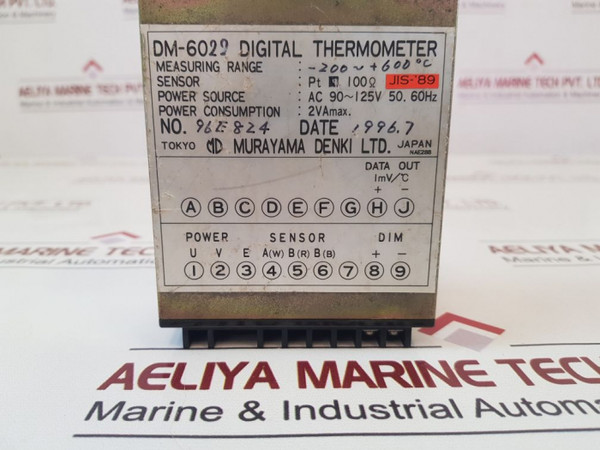 DM-6022 DIGITAL THERMOMETER
MEASURING RANGE : -200~+600°C
SENSOR : Pt 100Ω JIS-'89
POWER SOURCE : AC 90~125V 50. 60Hz
POWER CONSUMPTION : 2VAmax.
NO. 96E824 DATE 1996.7
TOKYO MURAYAMA DENKI LTD. JAPAN
DATA OUT
1mV/°C
+ −
A B C D E F G H J
POWER SENSOR DIM
U V E A(W) B(R) B(B) + −
1 2 3 4 5 6 7 8 9
AELIYA MARINE TECH
Marine & Industrial Automation